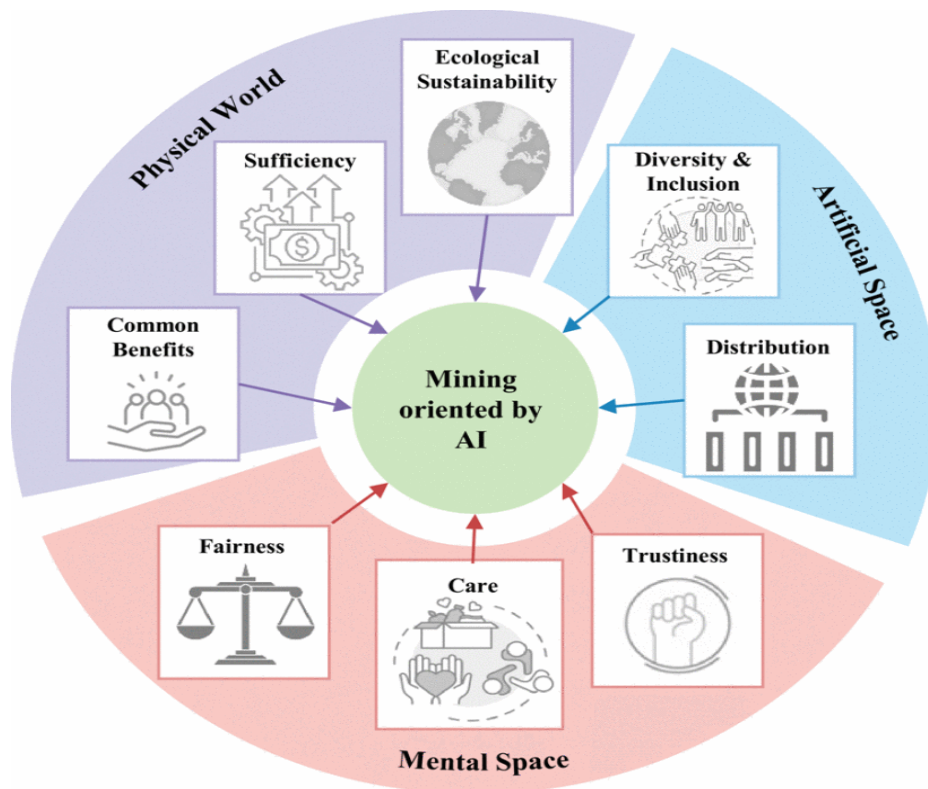 Physical World
Ecological
Sustainability
Sufficiency
$
Common
Benefits
Diversity &
Inclusion
Artificial Space
Distribution
Mining
oriented by
AI
Fairness
Care
Trustiness
Mental Space